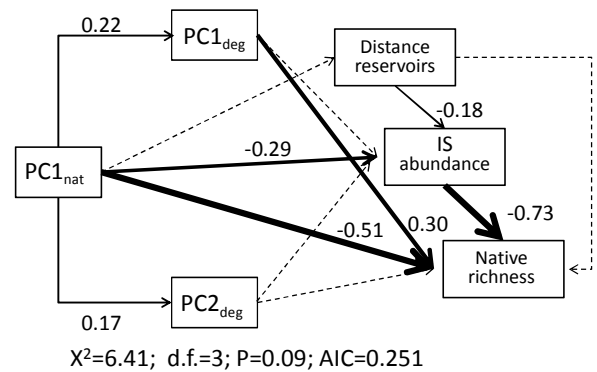 0.22
PC1deg
Distance
reservoirs
-0.18
-0.29
IS
abundance
PC1nat
-0.51
0.30
-0.73
Native
richness
PC2deg
0.17
X²=6.41; d.f.=3; P=0.09; AIC=0.251